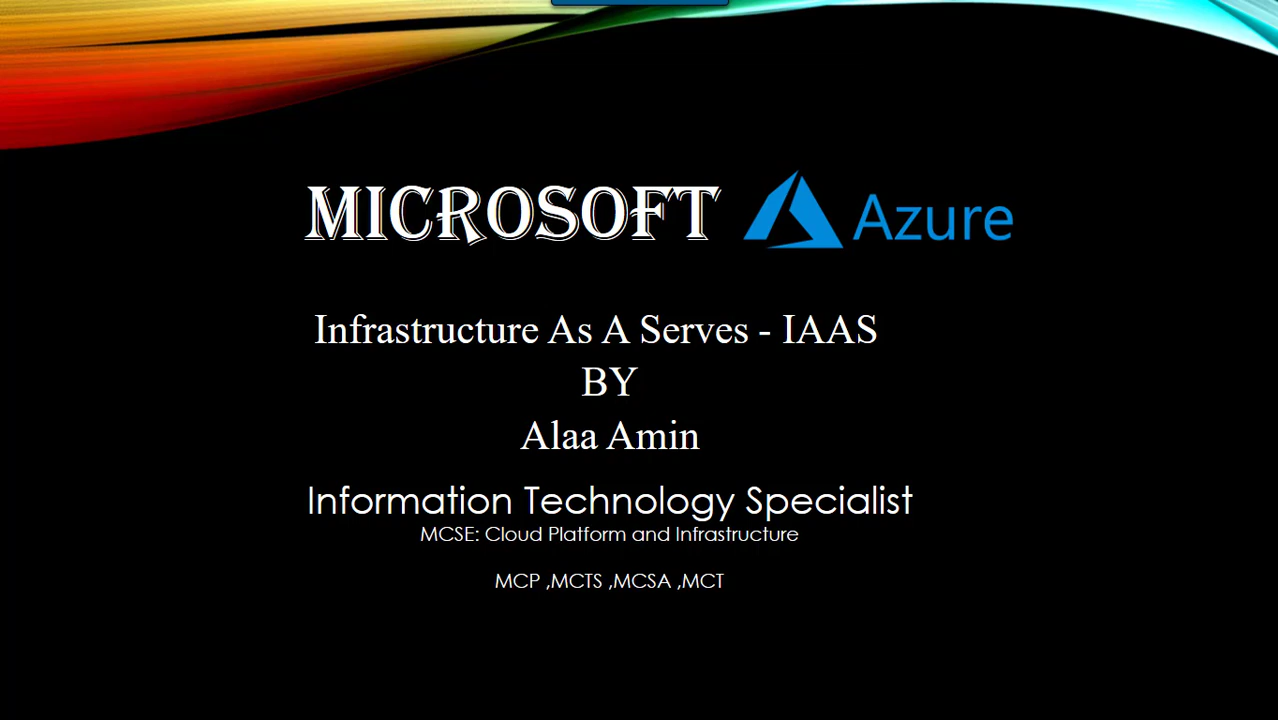 MICROSOFT Azure
Infrastructure As A Serves - IAAS
BY
Alaa Amin
Information Technology Specialist
MCSE: Cloud Platform and Infrastructure
MCP ,MCTS ,MCSA ,MCT